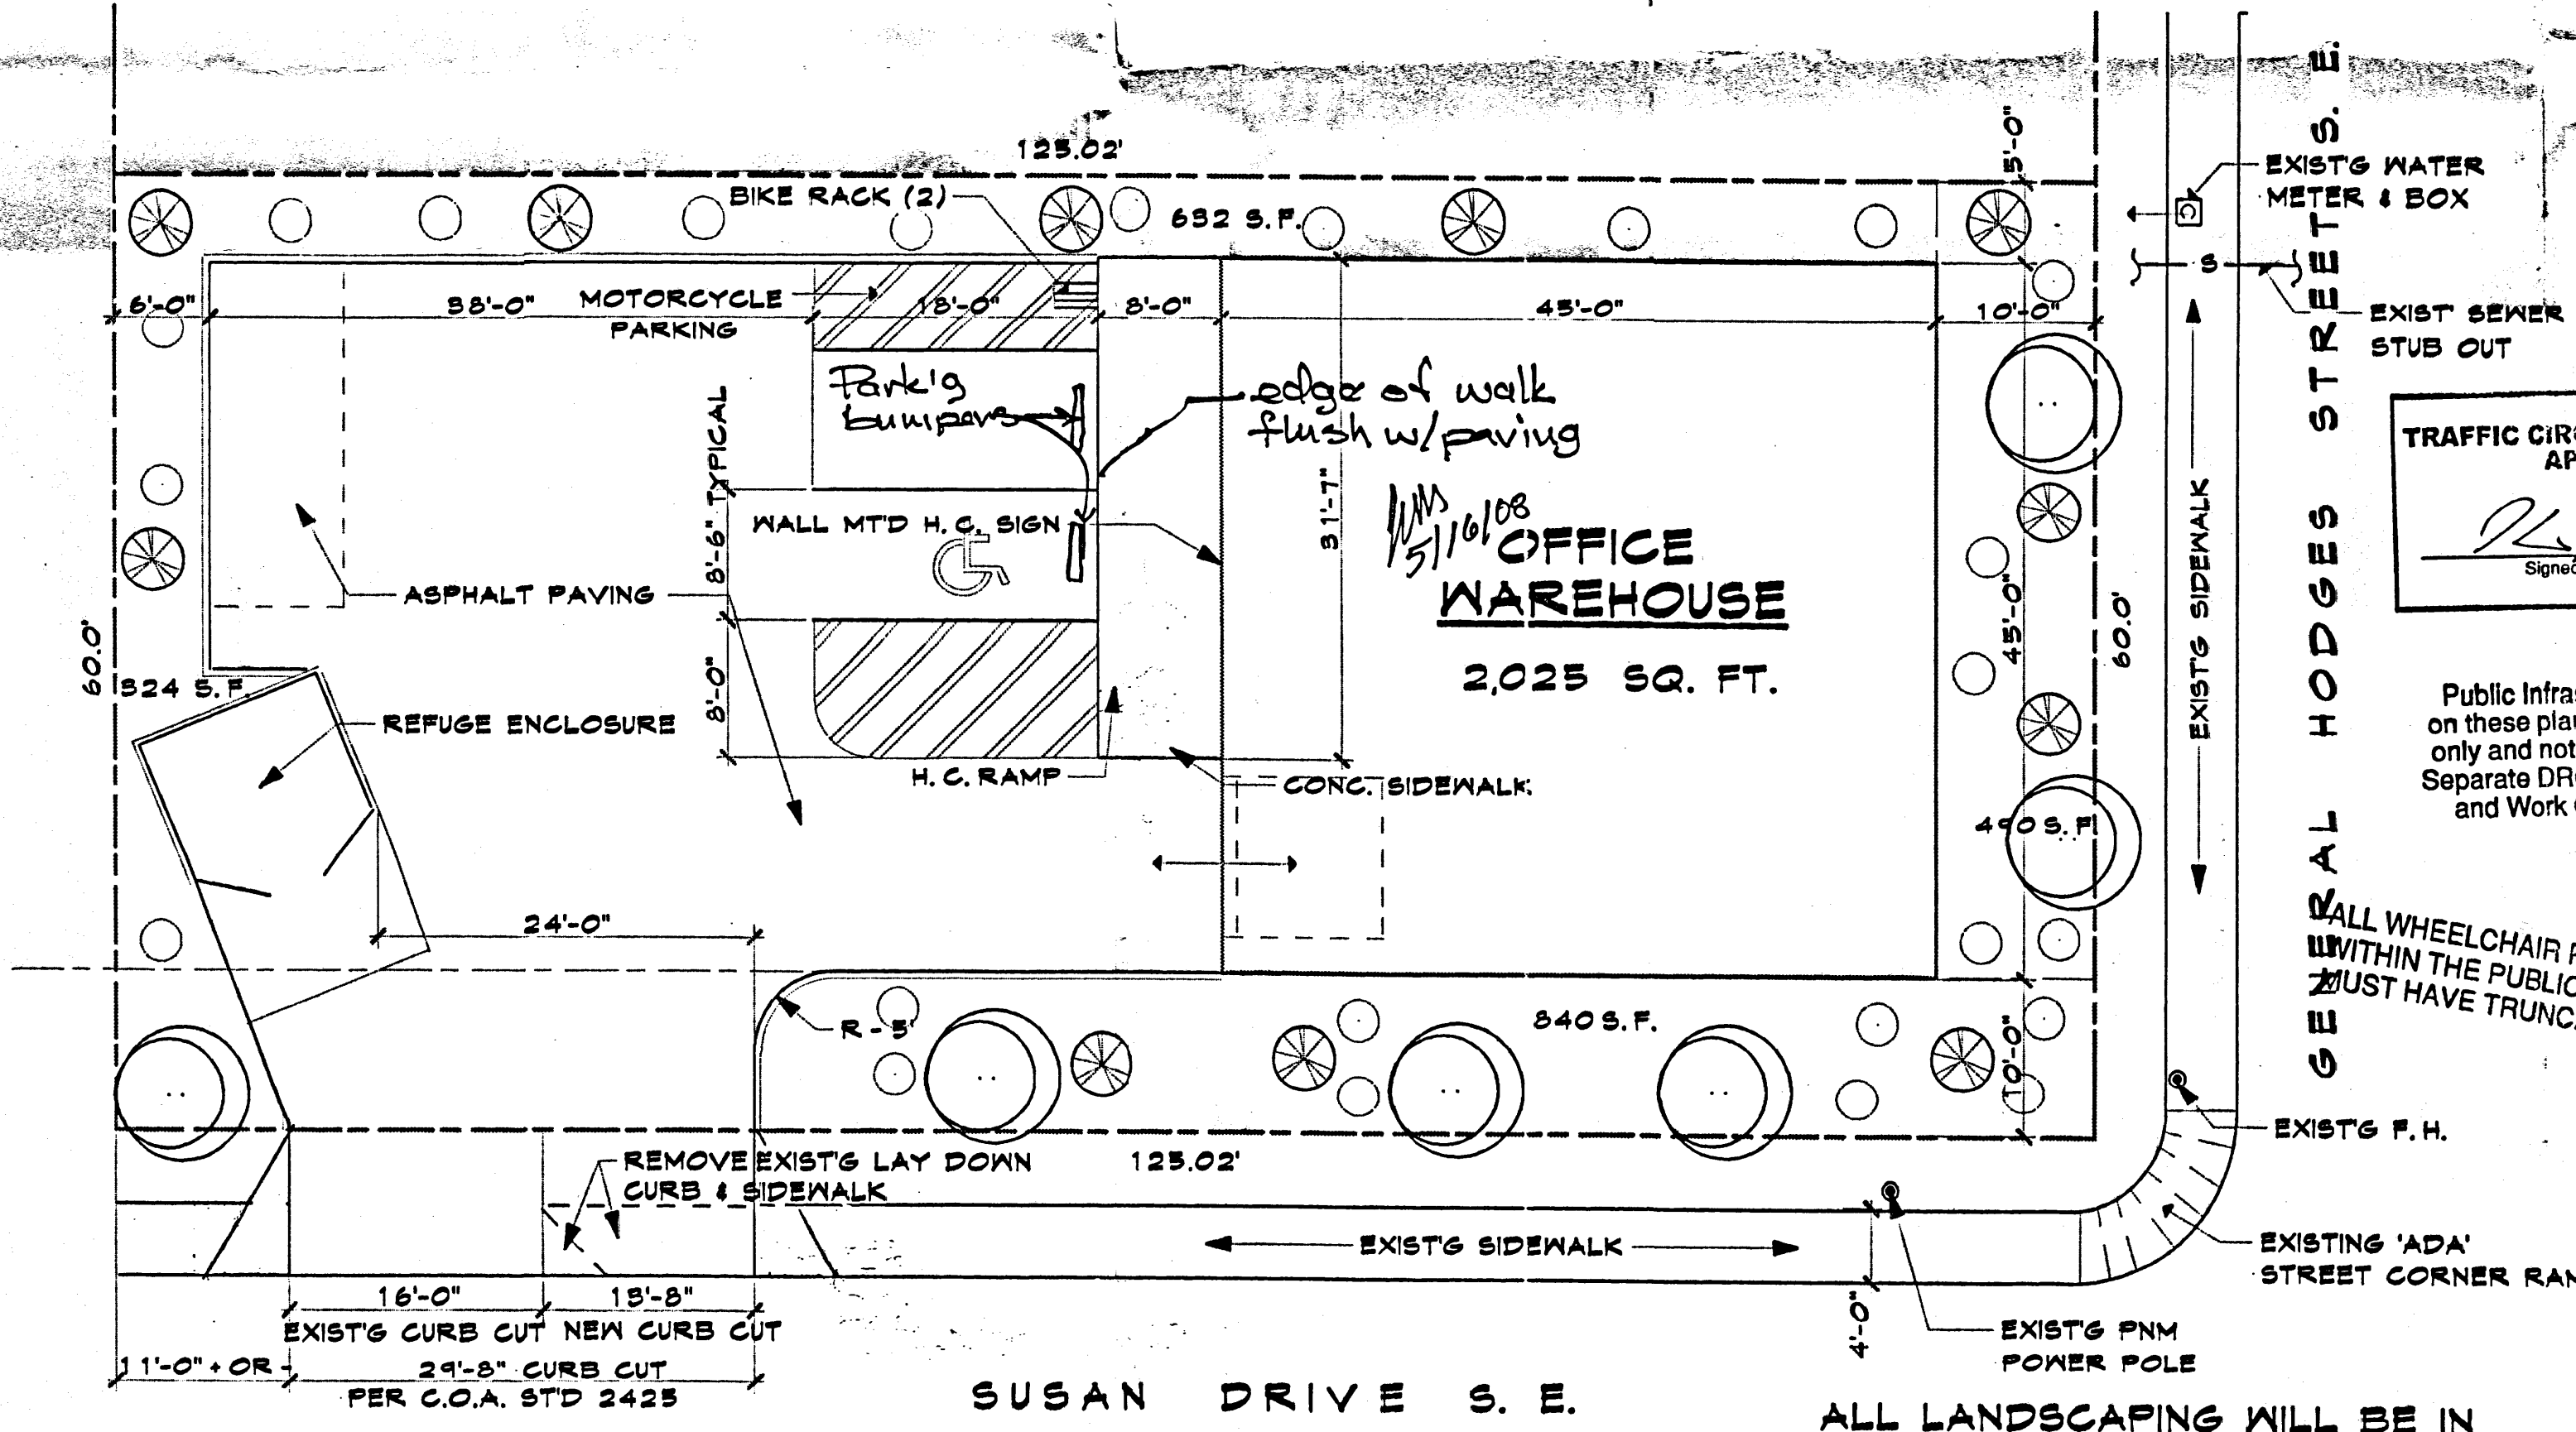 125.02'
BIKE RACK (2)
632 S.F.
5'-0"
EXIST'G WATER
METER & BOX
S
EXIST' SEWER
STUB OUT
6'-0"
38'-0"
MOTORCYCLE
PARKING
18'-0"
8'-0"
45'-0"
10'-0"
Park'g
bumpers
edge of walk
flush w/paving
5/16/08
8'-6" TYPICAL
WALL MT'D H.C. SIGN
31'-7"
OFFICE
WAREHOUSE
2,025 SQ. FT.
ASPHALT PAVING
60.0'
324 S.F.
REFUGE ENCLOSURE
8'-0"
H.C. RAMP
CONC. SIDEWALK
45'-0"
60.0'
490 S.F.
EXIST'G SIDEWALK
GENERAL HODGES STREET S. E.
TRAFFIC CIR
AP
Signed
Public Infra
on these pla
only and not
Separate DR
and Work
ALL WHEELCHAIR
WITHIN THE PUBLIC
MUST HAVE TRUNC
24'-0"
R-5'
840 S.F.
10'-0"
EXIST'G F.H.
REMOVE EXIST'G LAY DOWN
CURB & SIDEWALK
125.02'
EXIST'G SIDEWALK
EXISTING 'ADA'
STREET CORNER RAM
16'-0"
13'-8"
EXIST'G CURB CUT NEW CURB CUT
4'-0"
EXIST'G PNM
POWER POLE
11'-0" + OR -
29'-8" CURB CUT
PER C.O.A. ST'D 2425
SUSAN DRIVE S. E.
ALL LANDSCAPING WILL BE IN